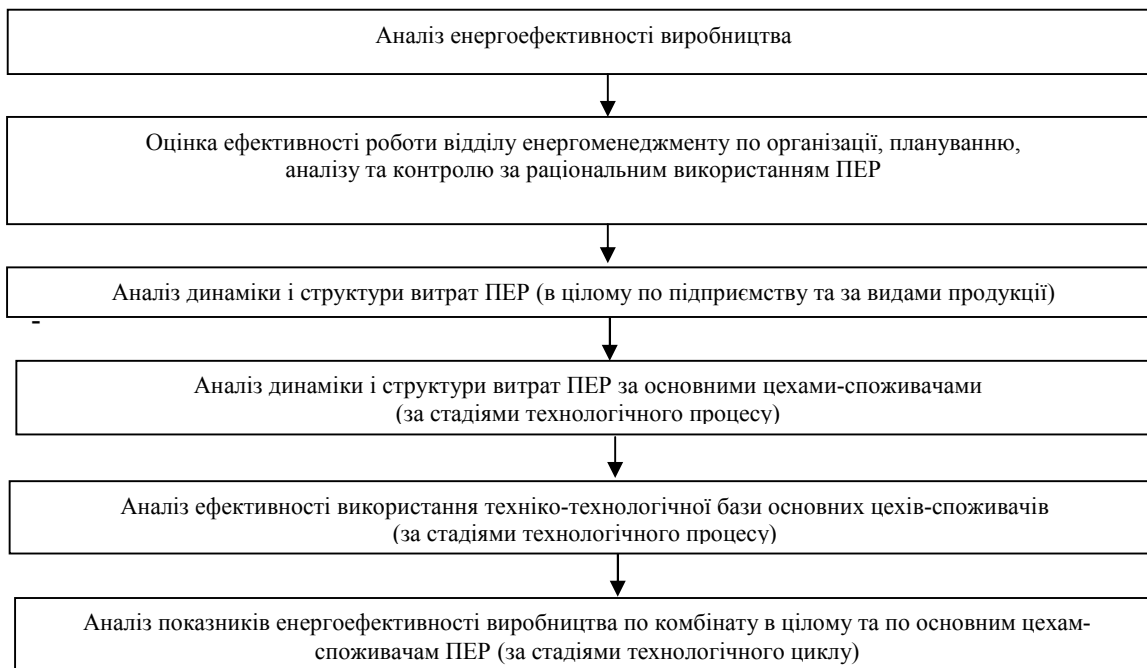 Аналіз енергоефективності виробництва
Оцінка ефективності роботи відділу енергоменеджменту по організації, плануванню,
аналізу та контролю за раціональним використанням ПЕР
Аналіз динаміки і структури витрат ПЕР (в цілому по підприємству та за видами продукції)
-
Аналіз динаміки і структури витрат ПЕР за основними цехами-споживачами
(за стадіями технологічного процесу)
Аналіз ефективності використання техніко-технологічної бази основних цехів-споживачів
(за стадіями технологічного процесу)
Аналіз показників енергоефективності виробництва по комбінату в цілому та по основним цехам-
споживачам ПЕР (за стадіями технологічного циклу)